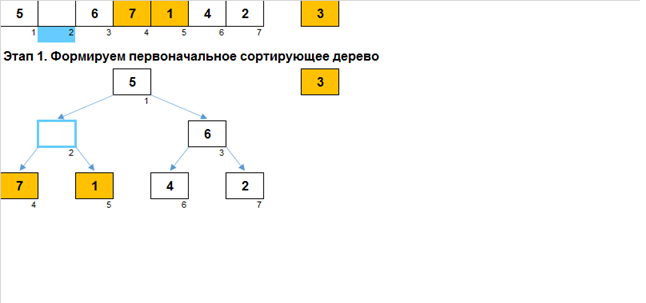 5 6 7 1 4 2 3
1 2 3 4 5 6 7
Этап 1. Формируем первоначальное сортирующее дерево
5 3
1
6
2 3
7 1 4 2
4 5 6 7